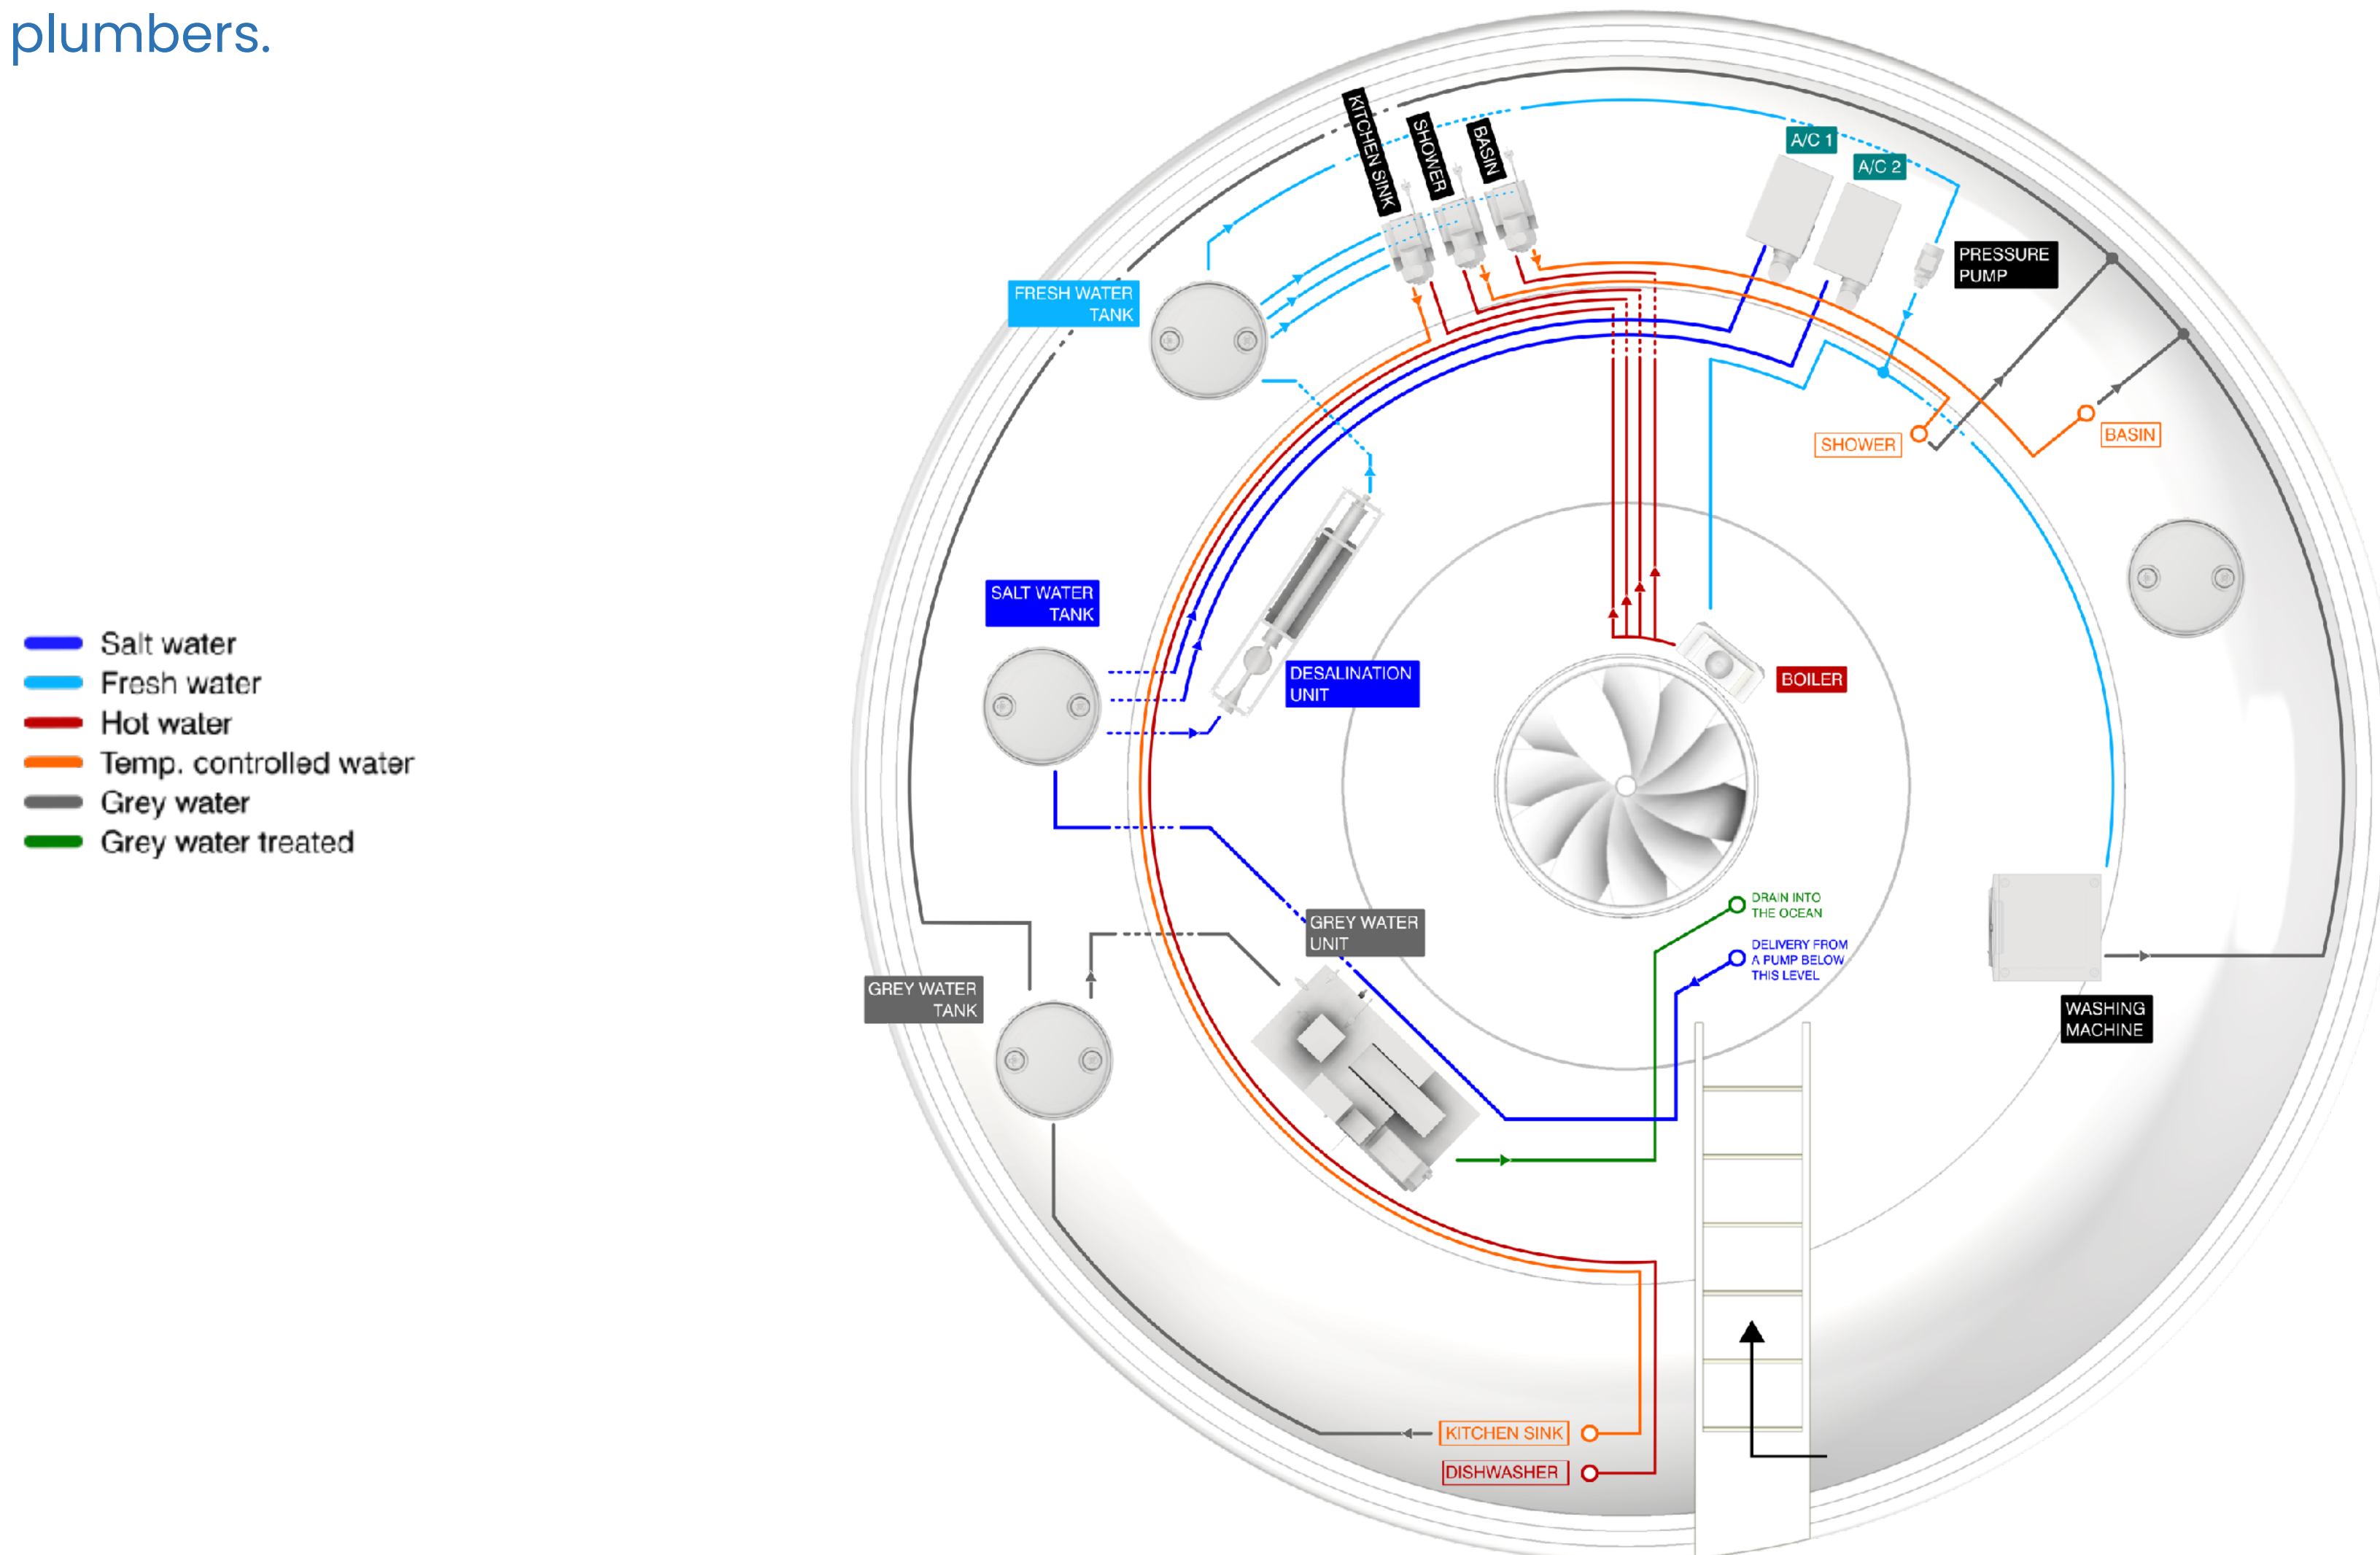 plumbers.
Salt water
Fresh water
Hot water
Temp. controlled water
Grey water
Grey water treated
KITCHEN SINK
SHOWER
BASIN
A/C 1
A/C 2
PRESSURE
PUMP
FRESH WATER
TANK
SHOWER
BASIN
SALT WATER
TANK
DESALINATION
UNIT
BOILER
DRAIN INTO
THE OCEAN
GREY WATER
UNIT
DELIVERY FROM
A PUMP BELOW
THIS LEVEL
GREY WATER
TANK
WASHING
MACHINE
KITCHEN SINK
DISHWASHER